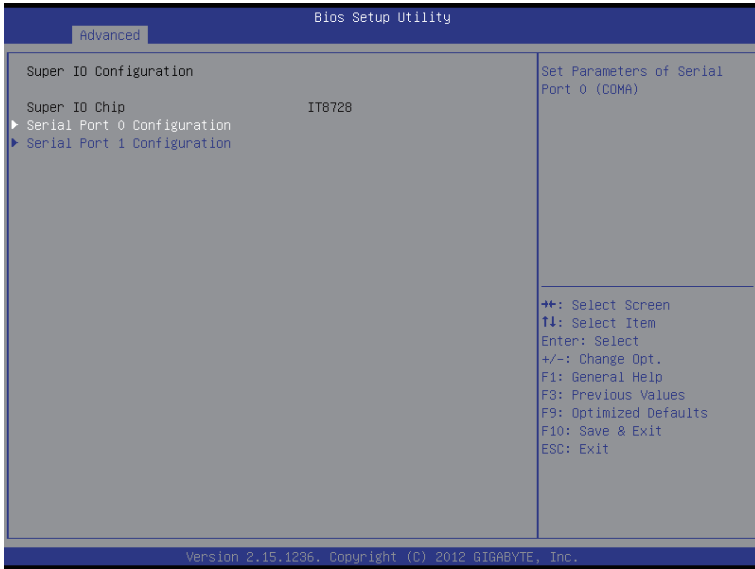 Bios Setup Utility
Advanced
Super IO Configuration
Super IO Chip IT8728
▶ Serial Port 0 Configuration
▶ Serial Port 1 Configuration
Set Parameters of Serial
Port 0 (COMA)
→←: Select Screen
↑↓: Select Item
Enter: Select
+/-: Change Opt.
F1: General Help
F3: Previous Values
F9: Optimized Defaults
F10: Save & Exit
ESC: Exit
Version 2.15.1236. Copyright (C) 2012 GIGABYTE, Inc.